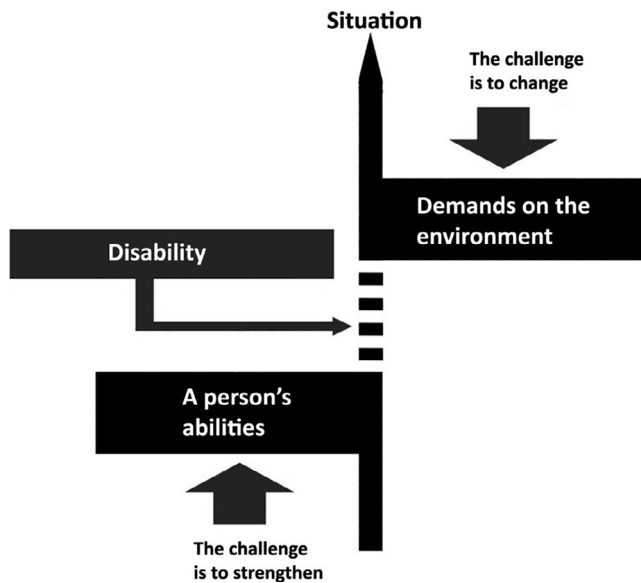 Situation
The challenge
is to change
Demands on the
environment
Disability
A person’s
abilities
The challenge
is to strengthen